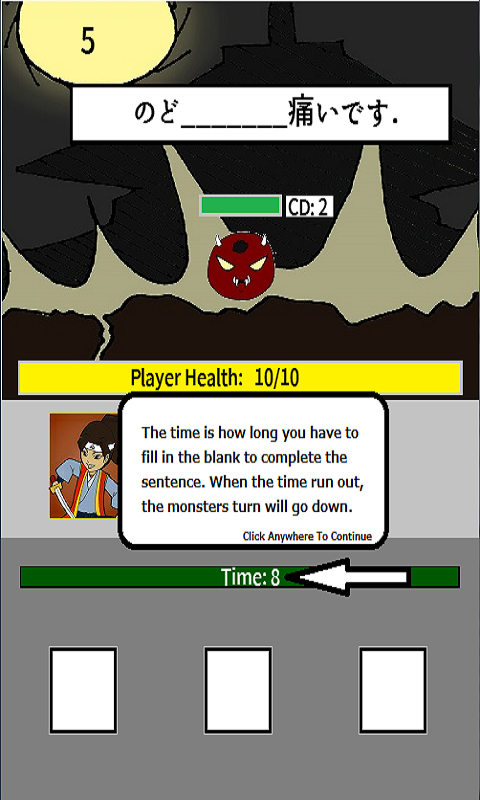 5
のど_______痛いです.
CD: 2
Player Health: 10/10
The time is how long you have to
fill in the blank to complete the
sentence. When the time run out,
the monsters turn will go down.
Click Anywhere To Continue
Time: 8